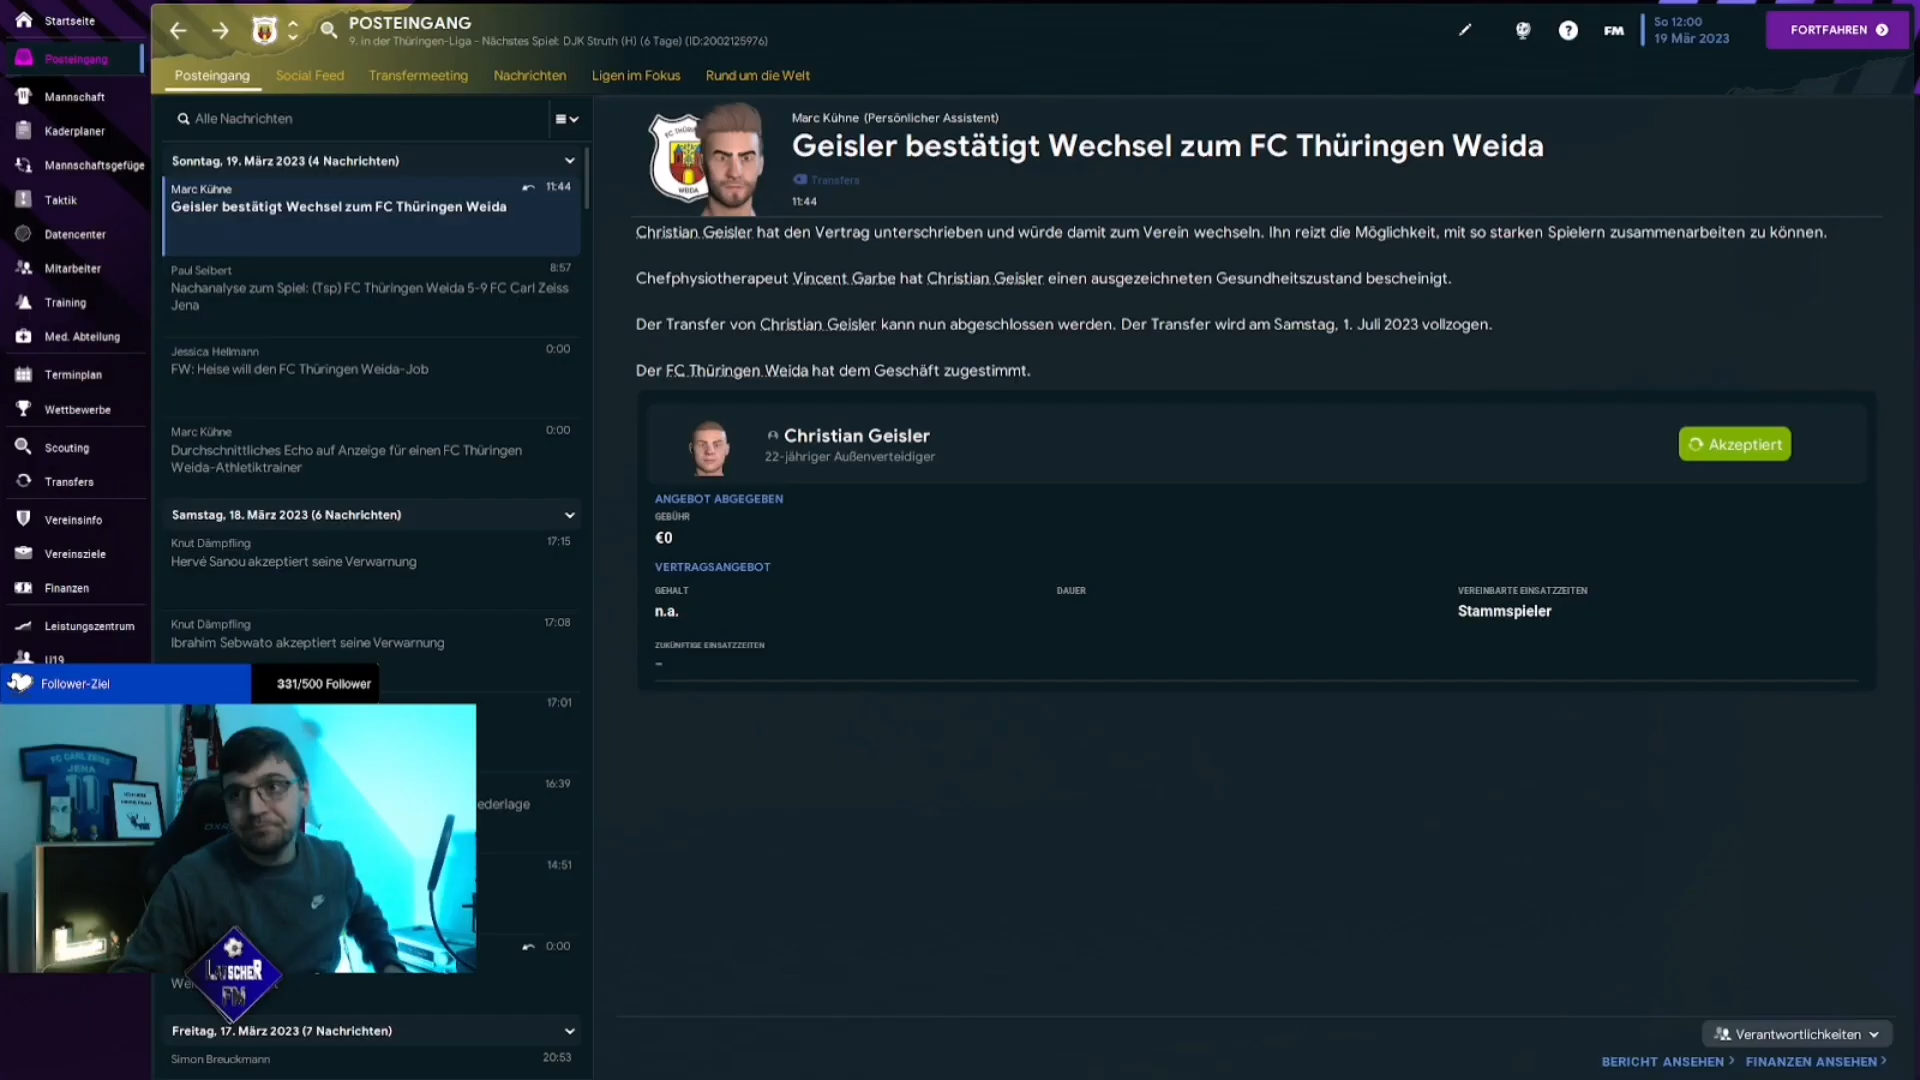 Startseite
Posteingang
Mannschaft
Kaderplaner
Mannschaftsgefüge
Taktik
Datencenter
Mitarbeiter
Training
Med. Abteilung
Terminplan
Wettbewerbe
Scouting
Transfers
Vereinsinfo
Vereinsziele
Finanzen
Leistungszentrum
U19
POSTEINGANG
9. in der Thüringen-Liga - Nächstes Spiel: DJK Struth (H) (6 Tage) (ID:2002125976)
FM
So 12:00
19 Mär 2023
FORTFAHREN
Posteingang Social Feed Transfermeeting Nachrichten Ligen im Fokus Rund um die Welt
Alle Nachrichten
Sonntag, 19. März 2023 (4 Nachrichten)
Marc Kühne 11:44
Geisler bestätigt Wechsel zum FC Thüringen Weida
Paul Seibert 8:57
Nachanalyse zum Spiel: (Tsp) FC Thüringen Weida 5-9 FC Carl Zeiss
Jena
Jessica Hellmann 0:00
FW: Heise will den FC Thüringen Weida-Job
Marc Kühne 0:00
Durchschnittliches Echo auf Anzeige für einen FC Thüringen
Weida-Athletiktrainer
Samstag, 18. März 2023 (6 Nachrichten)
Knut Dämpfling 17:15
Hervé Sanou akzeptiert seine Verwarnung
Knut Dämpfling 17:08
Ibrahim Sebwato akzeptiert seine Verwarnung
17:01
16:39
ederlage
14:51
0:00
Freitag, 17. März 2023 (7 Nachrichten)
Simon Breuckmann 20:53
Marc Kühne (Persönlicher Assistent)
Geisler bestätigt Wechsel zum FC Thüringen Weida
Transfers
11:44
Christian Geisler hat den Vertrag unterschrieben und würde damit zum Verein wechseln. Ihn reizt die Möglichkeit, mit so starken Spielern zusammenarbeiten zu können.
Chefphysiotherapeut Vincent Garbe hat Christian Geisler einen ausgezeichneten Gesundheitszustand bescheinigt.
Der Transfer von Christian Geisler kann nun abgeschlossen werden. Der Transfer wird am Samstag, 1. Juli 2023 vollzogen.
Der FC Thüringen Weida hat dem Geschäft zugestimmt.
Christian Geisler
22-jähriger Außenverteidiger
Akzeptiert
ANGEBOT ABGEGEBEN
GEBÜHR
€0
VERTRAGSANGEBOT
GEHALT DAUER VEREINBARTE EINSATZZEITEN
n.a. Stammspieler
ZUKÜNFTIGE EINSATZZEITEN
–
Verantwortlichkeiten
BERICHT ANSEHEN FINANZEN ANSEHEN
Follower-Ziel 331/500 Follower
FC CARL ZEISS
JENA
11
WEIDA
LATSCHER
FM